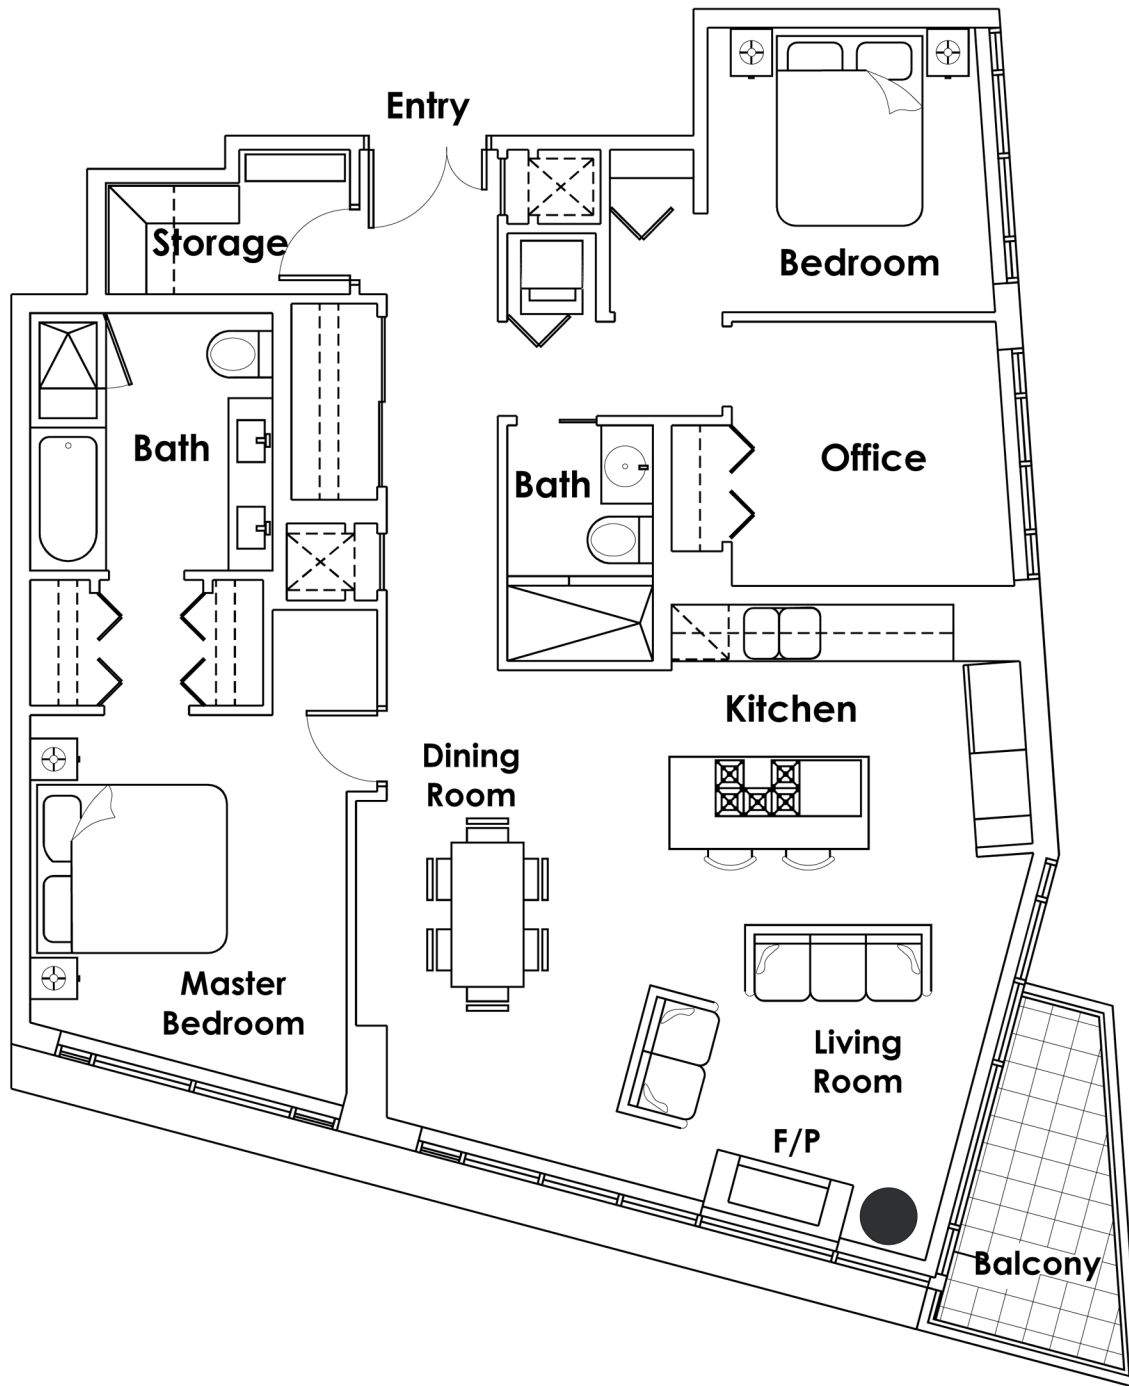 Entry
Storage
Bedroom
Bath
Bath
Office
Kitchen
Dining
Room
Master
Bedroom
Living
Room
F/P
Balcony